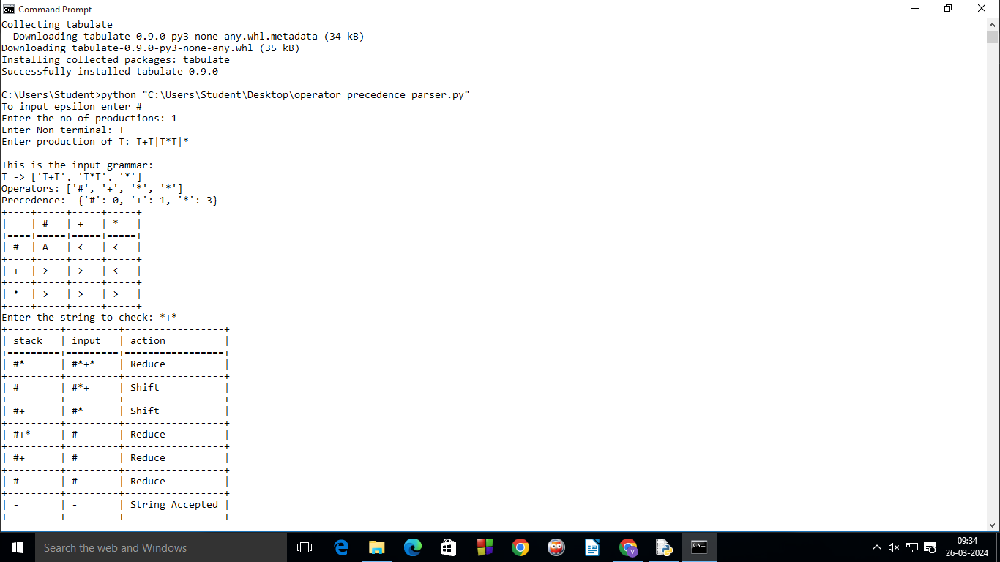 Command Prompt
Collecting tabulate
  Downloading tabulate-0.9.0-py3-none-any.whl.metadata (34 kB)
Downloading tabulate-0.9.0-py3-none-any.whl (35 kB)
Installing collected packages: tabulate
Successfully installed tabulate-0.9.0
C:\Users\Student>python "C:\Users\Student\Desktop\operator precedence parser.py"
To input epsilon enter #
Enter the no of productions: 1
Enter Non terminal: T
Enter production of T: T+T|T*T|*
This is the input grammar:
T -> ['T+T', 'T*T', '*']
Operators: ['#', '+', '*', '*']
Precedence:  {'#': 0, '+': 1, '*': 3}
+----+-----+-----+-----+
|    | #   | +   | *   |
+====+=====+=====+=====+
| #  | A   | <   | <   |
+----+-----+-----+-----+
| +  | >   | >   | <   |
+----+-----+-----+-----+
| *  | >   | >   | >   |
+----+-----+-----+-----+
Enter the string to check: *+*
+---------+---------+-----------------+
| stack   | input   | action          |
+=========+=========+=================+
| #*      | #*+*    | Reduce          |
+---------+---------+-----------------+
| #       | #*+     | Shift           |
+---------+---------+-----------------+
| #+      | #*      | Shift           |
+---------+---------+-----------------+
| #+*     | #       | Reduce          |
+---------+---------+-----------------+
| #+      | #       | Reduce          |
+---------+---------+-----------------+
| #       | #       | Reduce          |
+---------+---------+-----------------+
| -       | -       | String Accepted |
+---------+---------+-----------------+
Search the web and Windows
V
09:34
26-03-2024